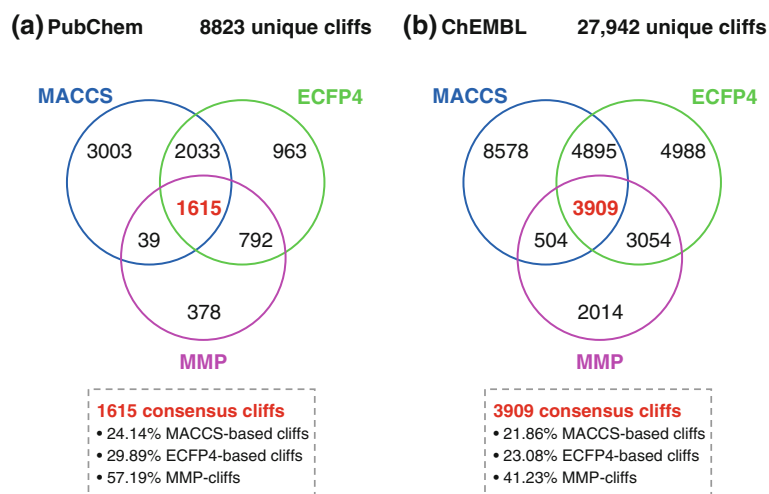 (a) PubChem 8823 unique cliffs
MACCS
ECFP4
3003 2033 963
1615
39 792
378
MMP
1615 consensus cliffs
• 24.14% MACCS-based cliffs
• 29.89% ECFP4-based cliffs
• 57.19% MMP-cliffs
(b) ChEMBL 27,942 unique cliffs
MACCS
ECFP4
8578 4895 4988
3909
504 3054
2014
MMP
3909 consensus cliffs
• 21.86% MACCS-based cliffs
• 23.08% ECFP4-based cliffs
• 41.23% MMP-cliffs